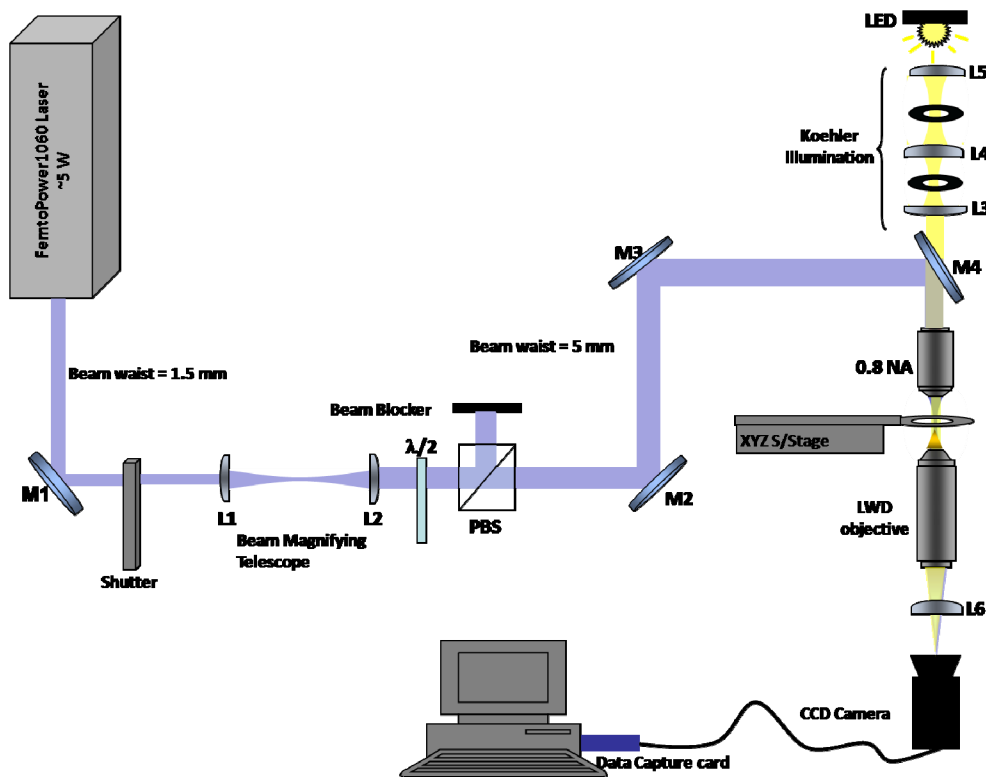 LED
L5
Koehler
Illumination
L4
L3
FemtoPower1060 Laser
~5 W
M3
M4
Beam waist = 1.5 mm
Beam waist = 5 mm
0.8 NA
Beam Blocker
XYZ S/Stage
λ/2
M1
L1
L2
PBS
M2
LWD
objective
Beam Magnifying
Telescope
Shutter
L6
CCD Camera
Data Capture card